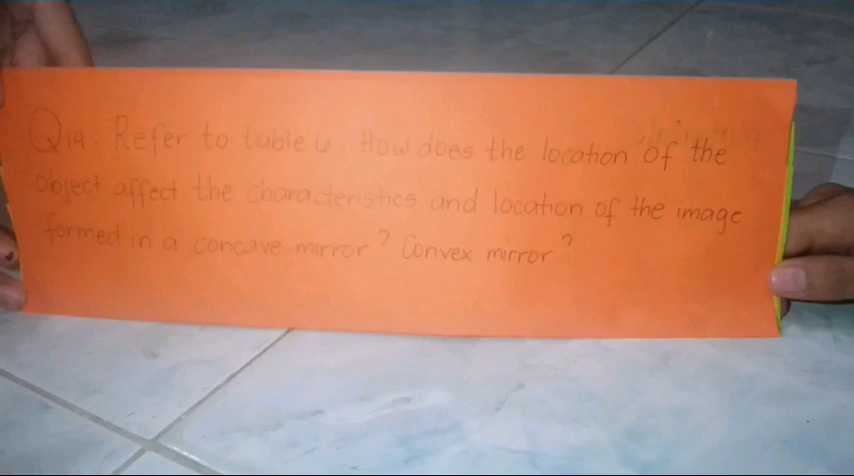 Q14. Refer to table 6. How does the location of the
object affect the characteristics and location of the image
formed in a concave mirror? Convex mirror?